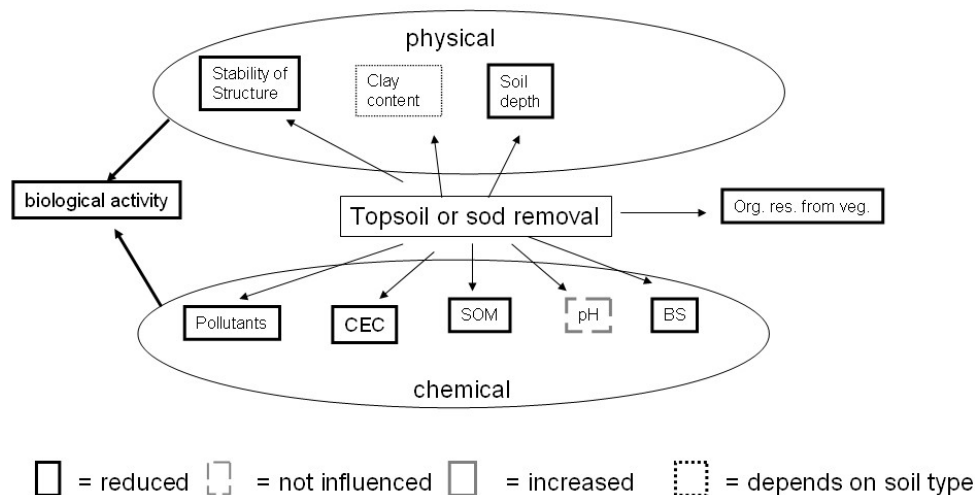 physical
Stability of
Structure
Clay
content
Soil
depth
biological activity
Topsoil or sod removal
Org. res. from veg.
Pollutants
CEC
SOM
pH
BS
chemical
= reduced
= not influenced
= increased
= depends on soil type